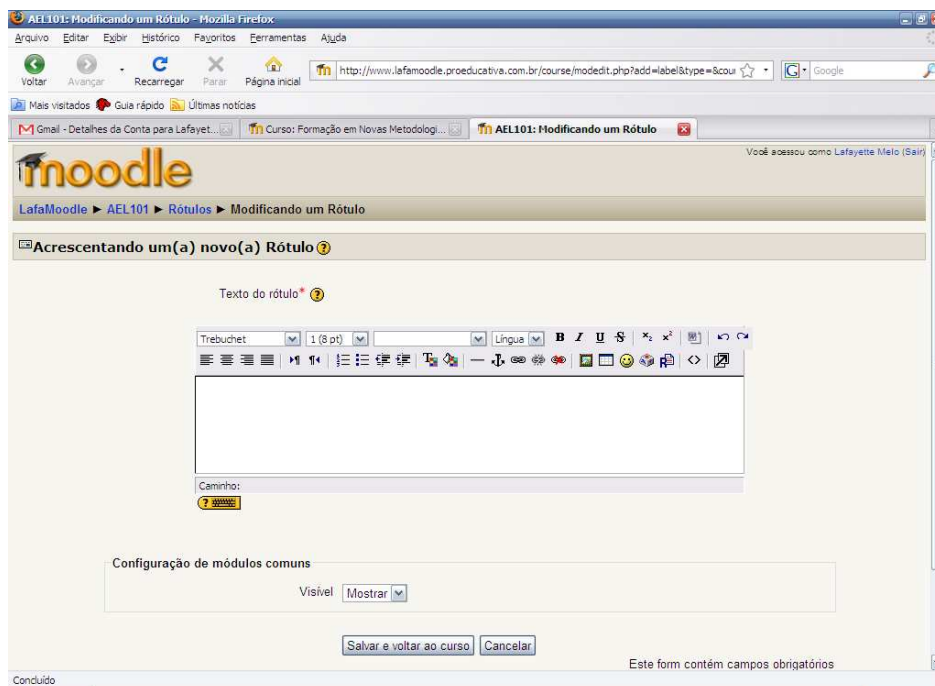 AEL101: Modificando um Rótulo - Mozilla Firefox
Arquivo Editar Exibir Histórico Favoritos Ferramentas Ajuda
Voltar Avançar Recarregar Parar Página inicial http://www.lafamoodle.proeducativa.com.br/course/modedit.php?add=label&type=&cour G Google
Mais visitados Guia rápido Últimas notícias
Gmail - Detalhes da Conta para Lafayet... Curso: Formação em Novas Metodologi... AEL101: Modificando um Rótulo
moodle
Você acessou como Lafayette Melo (Sair)
LafaMoodle ► AEL101 ► Rótulos ► Modificando um Rótulo
Acrescentando um(a) novo(a) Rótulo ?
Texto do rótulo* ?
Trebuchet 1 (8 pt) Língua B I U S x₂ x²
Caminho:
?
Configuração de módulos comuns
Visível Mostrar
Salvar e voltar ao curso Cancelar
Este form contém campos obrigatórios
Concluído